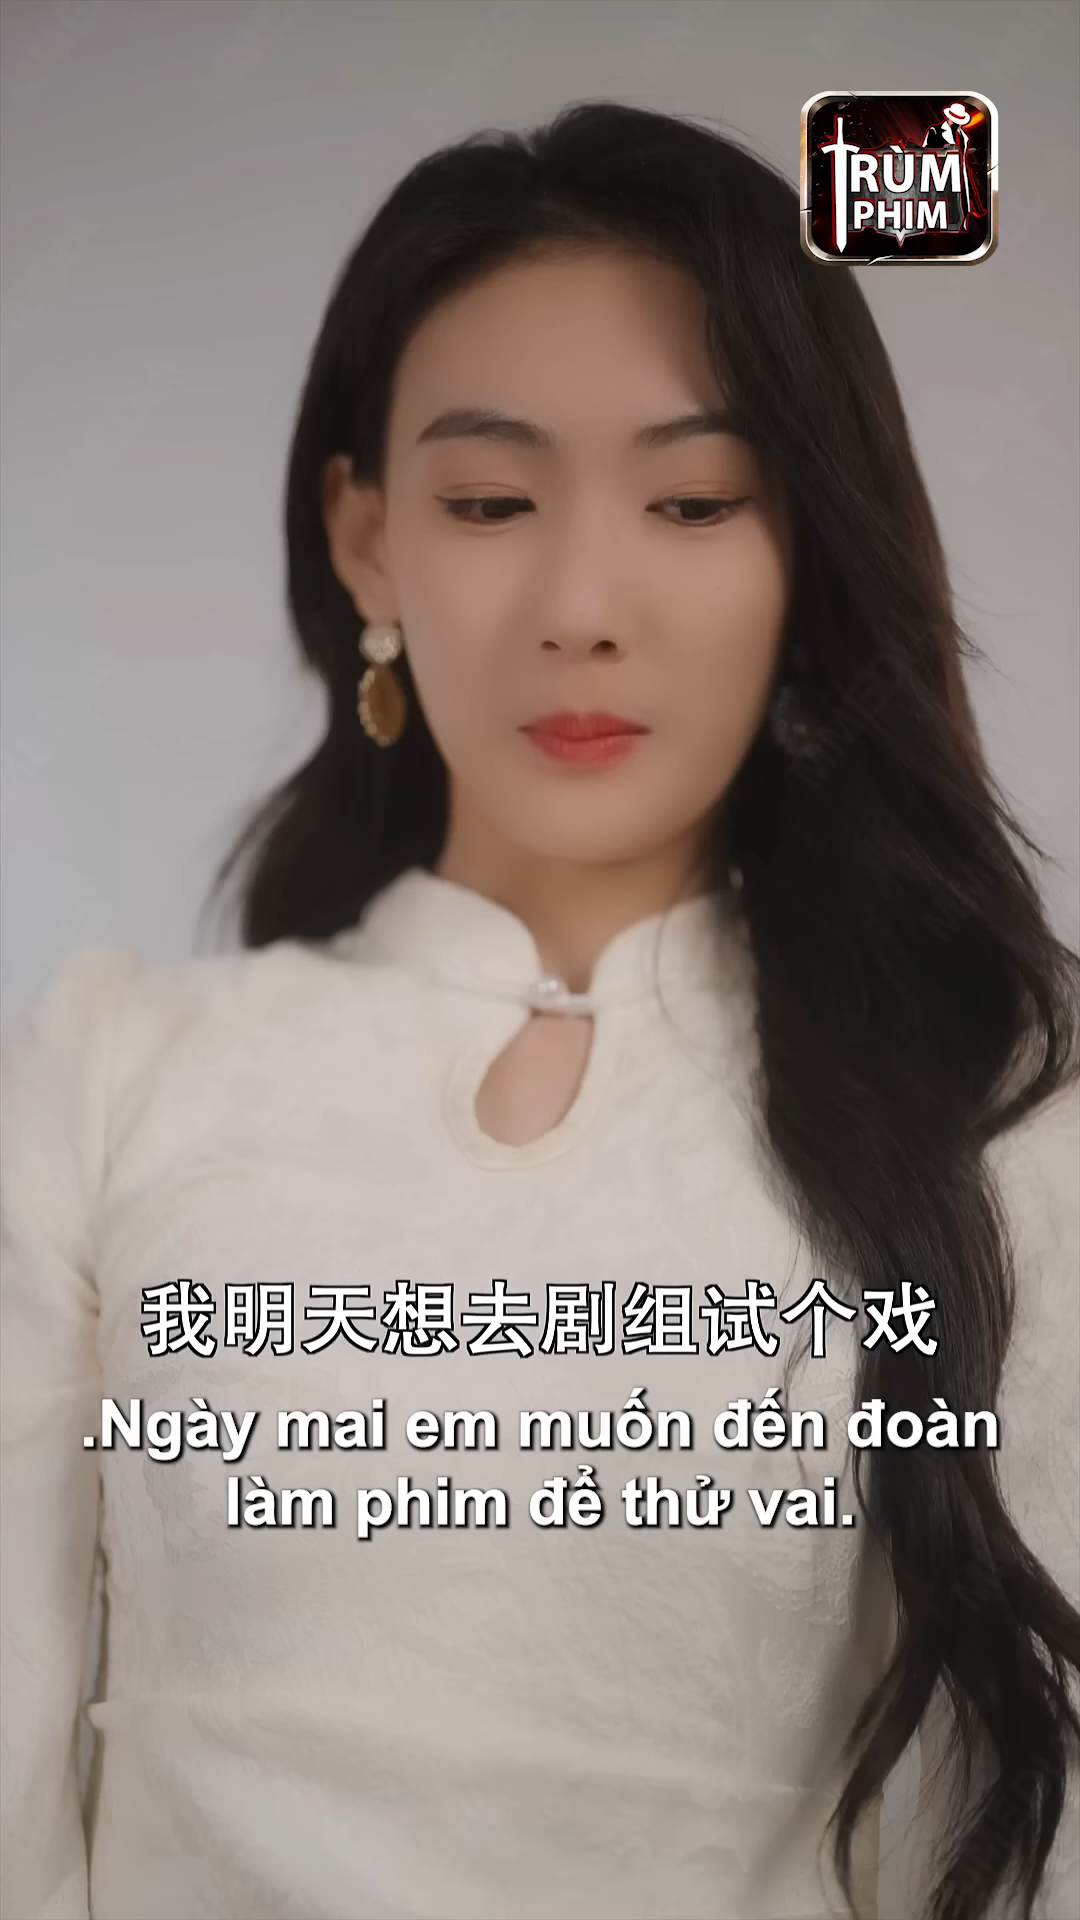 TRÙM
PHIM
我明天想去剧组试个戏
.Ngày mai em muốn đến đoàn
làm phim để thử vai.